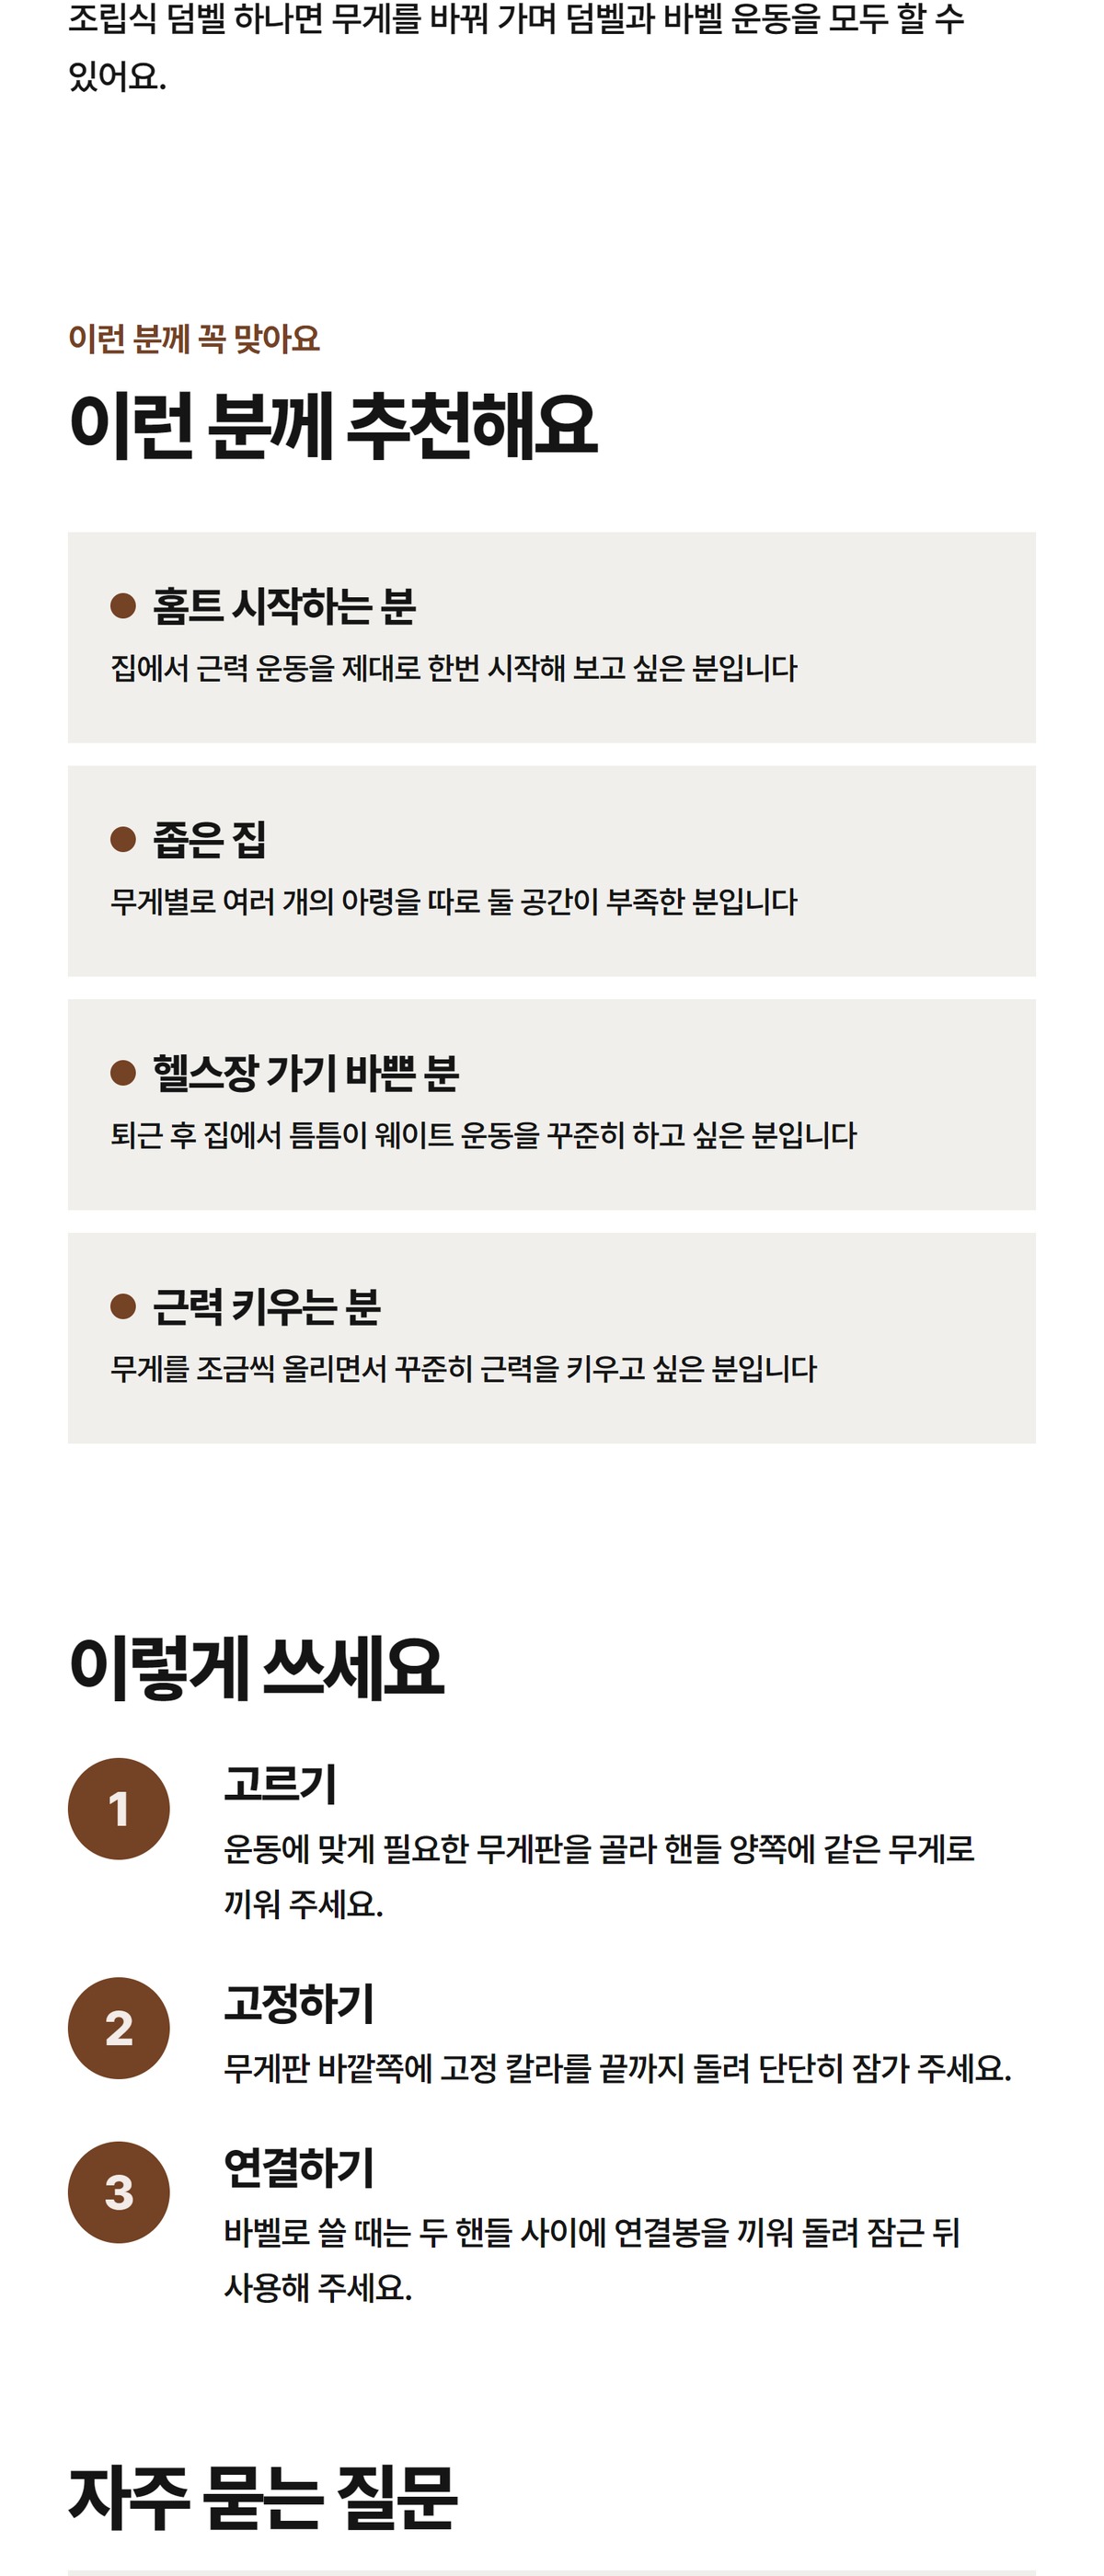 조립식 덤벨 하나면 무게를 바꿔 가며 덤벨과 바벨 운동을 모두 할 수
있어요.
이런 분께 꼭 맞아요
이런 분께 추천해요
홈트 시작하는 분
집에서 근력 운동을 제대로 한번 시작해 보고 싶은 분입니다
좁은 집
무게별로 여러 개의 아령을 따로 둘 공간이 부족한 분입니다
헬스장 가기 바쁜 분
퇴근 후 집에서 틈틈이 웨이트 운동을 꾸준히 하고 싶은 분입니다
근력 키우는 분
무게를 조금씩 올리면서 꾸준히 근력을 키우고 싶은 분입니다
이렇게 쓰세요
1
고르기
운동에 맞게 필요한 무게판을 골라 핸들 양쪽에 같은 무게로
끼워 주세요.
2
고정하기
무게판 바깥쪽에 고정 칼라를 끝까지 돌려 단단히 잠가 주세요.
3
연결하기
바벨로 쓸 때는 두 핸들 사이에 연결봉을 끼워 돌려 잠근 뒤
사용해 주세요.
자주 묻는 질문